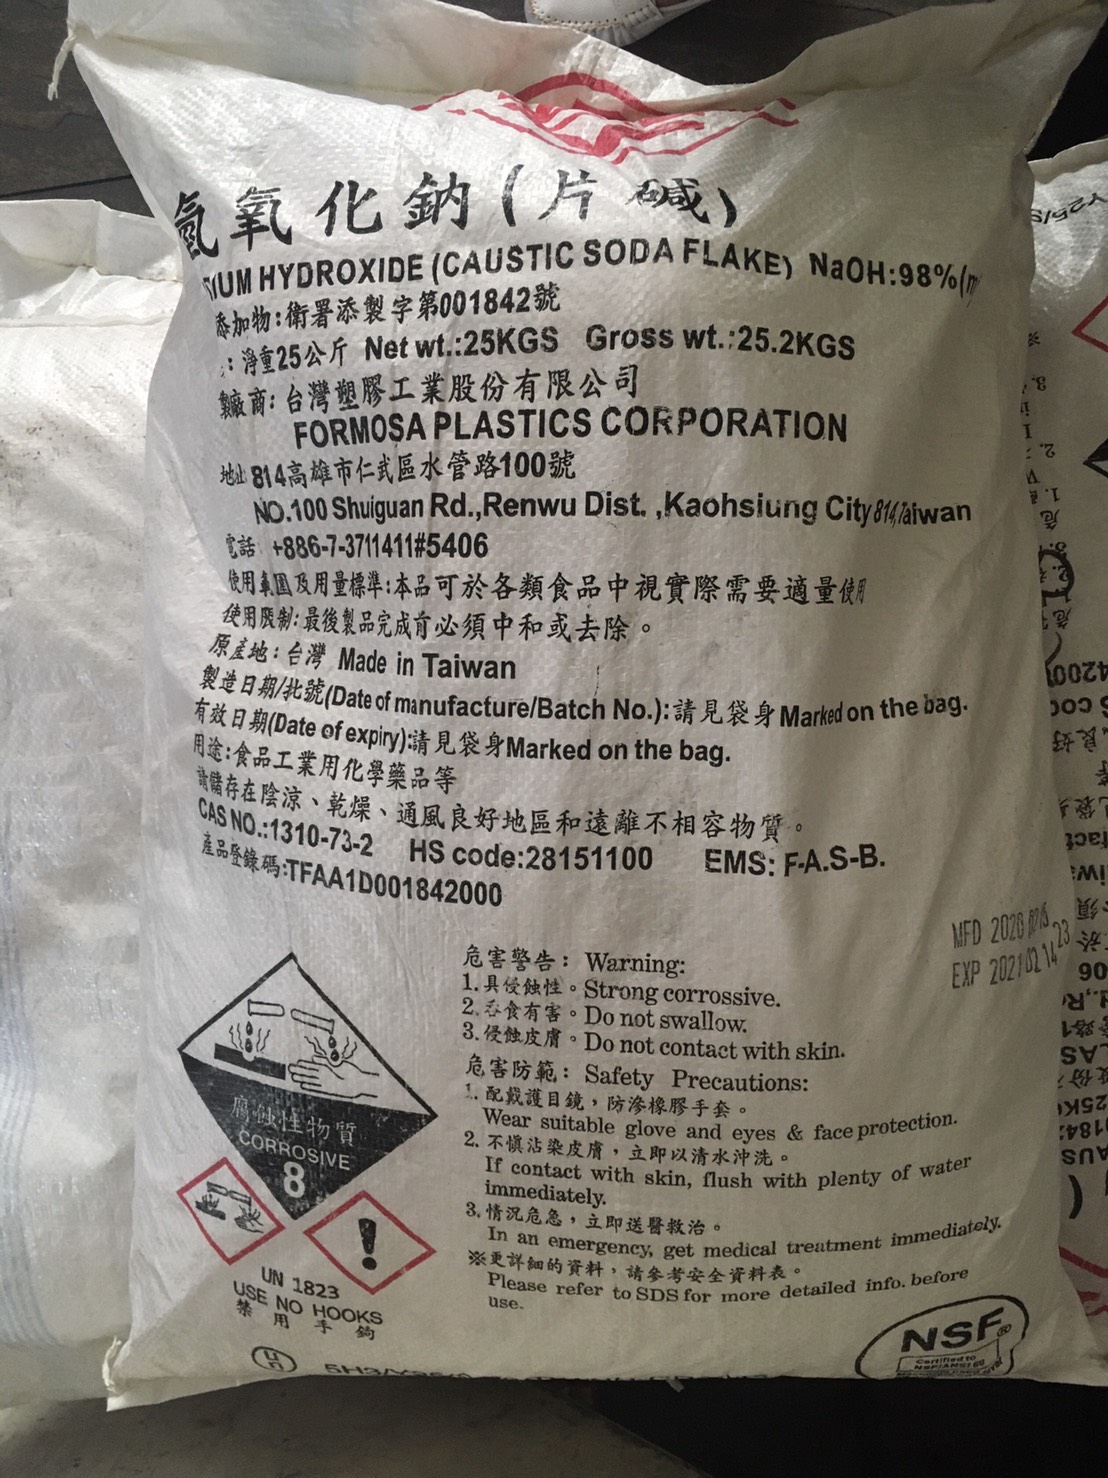 氫氧化鈉(片碱)
HYDROXIDE (CAUSTIC SODA FLAKE) NaOH:98%
添加物:衛署添製字第001842號
淨重25公斤 Net wt.:25KGS Gross wt.:25.2KGS
製廠商: 台灣塑膠工業股份有限公司
FORMOSA PLASTICS CORPORATION
地址 814高雄市仁武區水管路100號
NO.100 Shuiguan Rd.,Renwu Dist. ,Kaohsiung City 814,Taiwan
電話 +886-7-3711411#5406
使用範圍及用量標準:本品可於各類食品中視實際需要適量使用
使用限制:最後製品完成前必須中和或去除。
原產地:台灣 Made in Taiwan
製造日期/批號(Date of manufacture/Batch No.):請見袋身Marked on the bag.
有效日期(Date of expiry):請見袋身Marked on the bag.
用途:食品工業用化學藥品等
請儲存在陰涼、乾燥、通風良好地區和遠離不相容物質。
CAS NO.:1310-73-2 HS code:28151100 EMS: F-A.S-B.
產品登錄碼:TFAA1D001842000
MFD 2020
EXP 2021 02 14
危害警告: Warning:
1.具侵蝕性。Strong corrossive.
2.吞食有害。Do not swallow.
3.侵蝕皮膚。Do not contact with skin.
危害防範: Safety Precautions:
1.配戴護目鏡,防滲橡膠手套。
Wear suitable glove and eyes & face protection.
2.不慎沾染皮膚,立即以清水沖洗。
If contact with skin, flush with plenty of water
immediately.
3.情況危急,立即送醫救治。
In an emergency, get medical treatment immediately.
※更詳細的資料,請參考安全資料表。
Please refer to SDS for more detailed info. before
use.
腐蝕性物質
CORROSIVE
8
UN 1823
USE NO HOOKS
禁用手鉤
un
NSF®
Certified to
NSF/ANSI 60